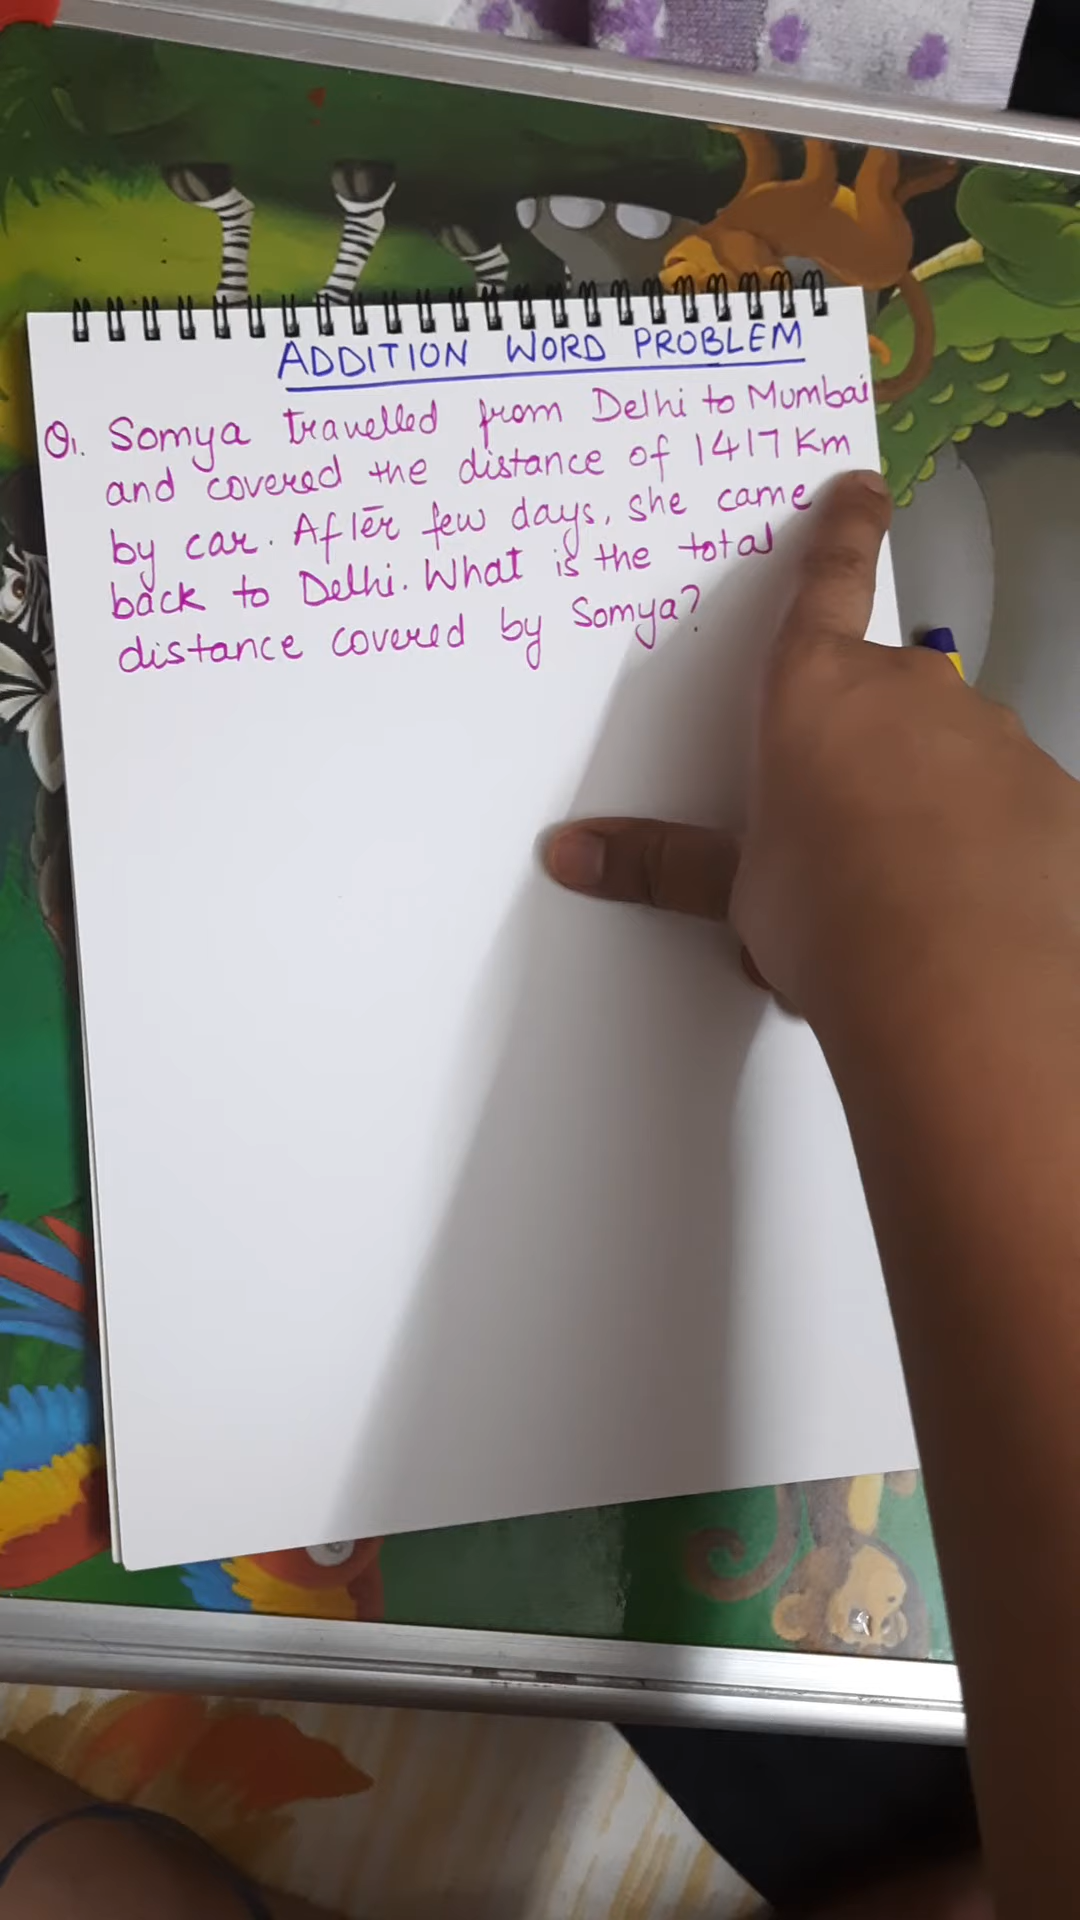 ADDITION WORD PROBLEM
Q1. Somya travelled from Delhi to Mumbai
and covered the distance of 1417 Km
by car. After few days, she came
back to Delhi. What is the total
distance covered by Somya?